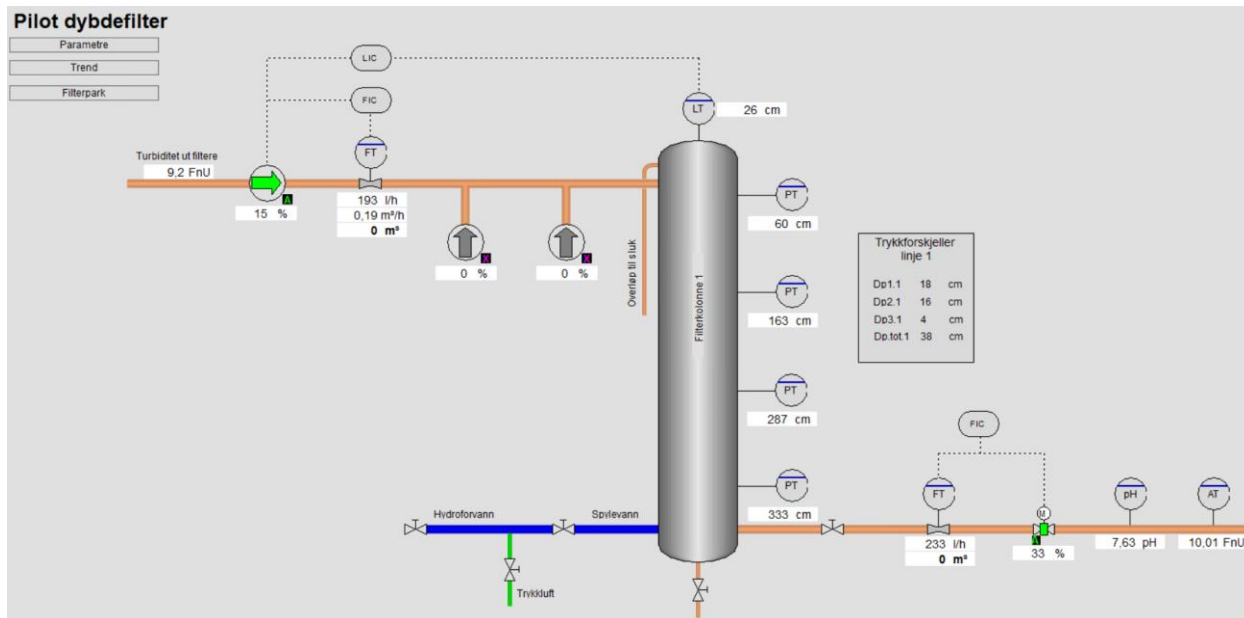 Pilot dybdefilter
Parametre
Trend
Filterpark
LIC
FIC
LT
26 cm
FT
Turbiditet ut filtere
9,2 FnU
A
15 %
193 l/h
0,19 m³/h
0 m³
X
0 %
X
0 %
Overløp til sluk
Filterkolonne 1
PT
60 cm
PT
163 cm
PT
287 cm
PT
333 cm
Trykkforskjeller
linje 1
Dp1.1 18 cm
Dp2.1 16 cm
Dp3.1 4 cm
Dp.tot.1 38 cm
FIC
FT
M
pH
AT
Hydroforvann
Spylevann
Trykkluft
233 l/h
0 m³
A
33 %
7,63 pH
10,01 FnU